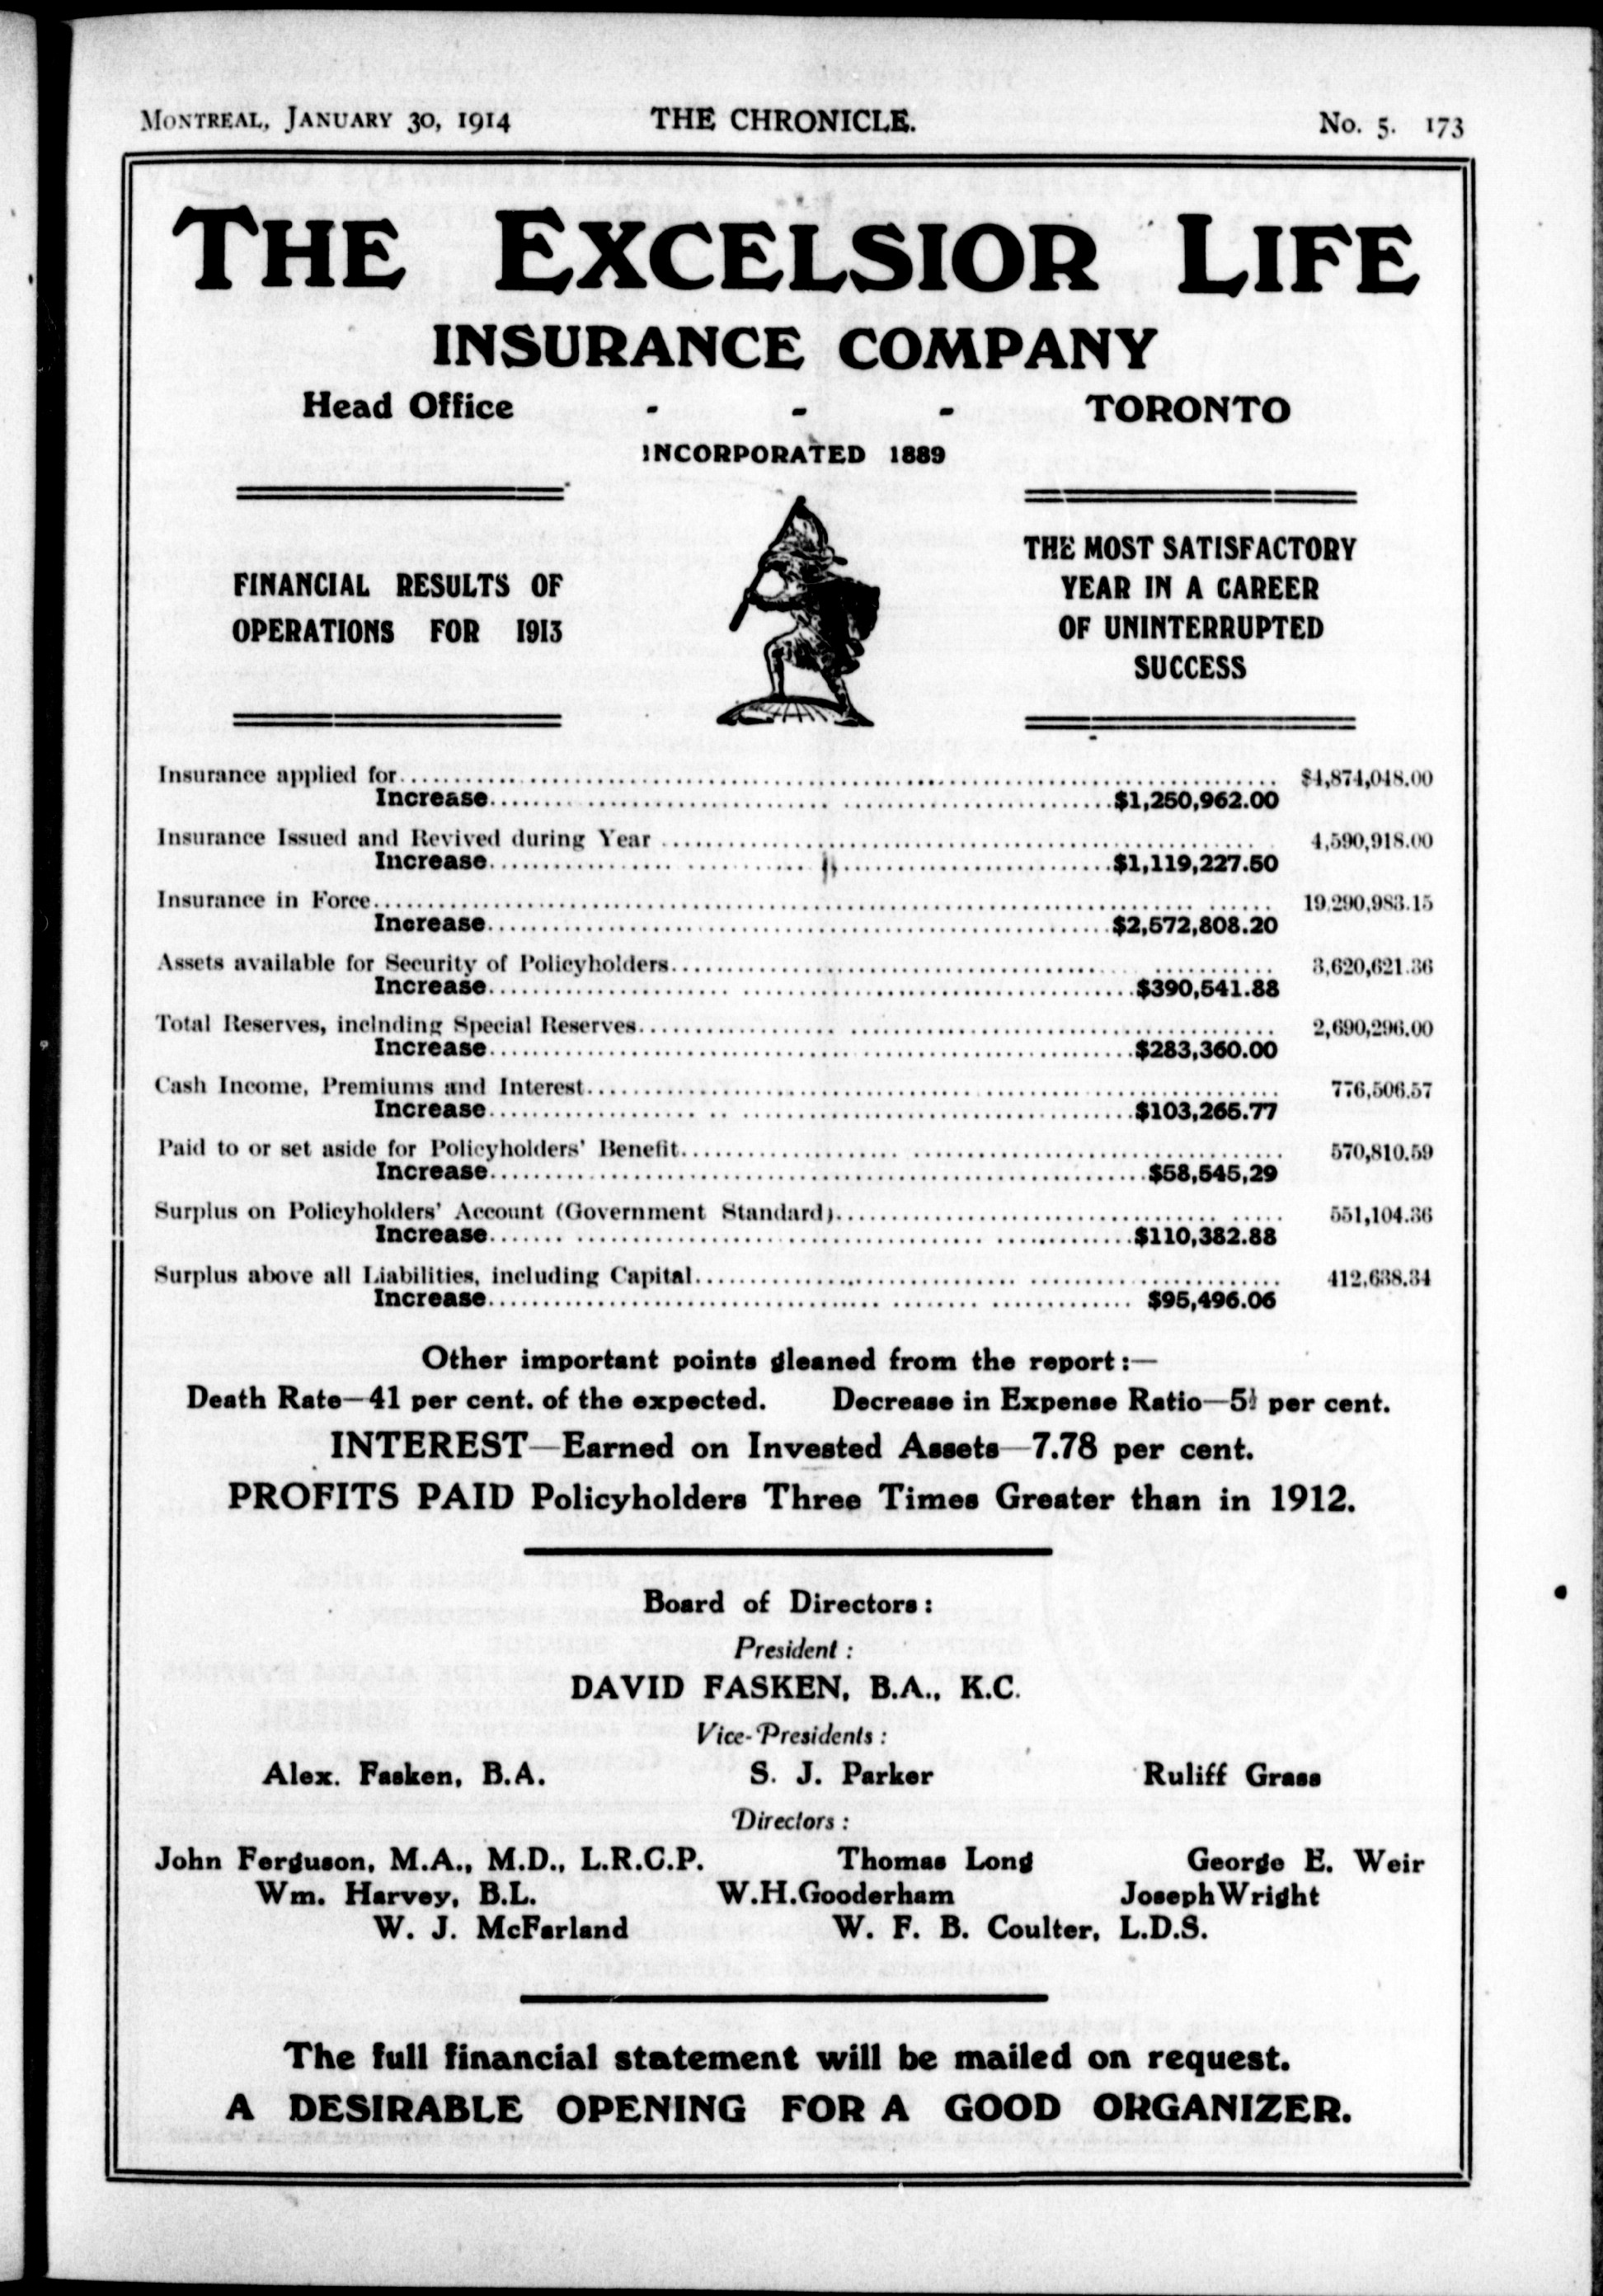 MONTREAL, JANUARY 30, 1914 THE CHRONICLE. No. 5. 173
THE EXCELSIOR LIFE
INSURANCE COMPANY
Head Office - - - TORONTO
INCORPORATED 1889
FINANCIAL RESULTS OF
OPERATIONS FOR 1913
THE MOST SATISFACTORY
YEAR IN A CAREER
OF UNINTERRUPTED
SUCCESS
Insurance applied for $4,874,048.00
Increase $1,250,962.00
Insurance Issued and Revived during Year 4,590,918.00
Increase $1,119,227.50
Insurance in Force 19.290,983.15
Increase $2,572,808.20
Assets available for Security of Policyholders 3,620,621.36
Increase $390,541.88
Total Reserves, including Special Reserves 2,690,296.00
Increase $283,360.00
Cash Income, Premiums and Interest 776,506.57
Increase $103,265.77
Paid to or set aside for Policyholders' Benefit 570,810.59
Increase $58,545,29
Surplus on Policyholders' Account (Government Standard) 551,104.36
Increase $110,382.88
Surplus above all Liabilities, including Capital 412,638.34
Increase $95,496.06
Other important points gleaned from the report:—
Death Rate—41 per cent. of the expected. Decrease in Expense Ratio—5 per cent.
INTEREST—Earned on Invested Assets—7.78 per cent.
PROFITS PAID Policyholders Three Times Greater than in 1912.
Board of Directors:
President:
DAVID FASKEN, B.A., K.C.
Vice-Presidents:
Alex. Fasken, B.A. S. J. Parker Ruliff Grass
Directors:
John Ferguson, M.A., M.D., L.R.C.P. Thomas Long George E. Weir
Wm. Harvey, B.L. W.H.Gooderham Joseph Wright
W. J. McFarland W. F. B. Coulter, L.D.S.
The full financial statement will be mailed on request.
A DESIRABLE OPENING FOR A GOOD ORGANIZER.